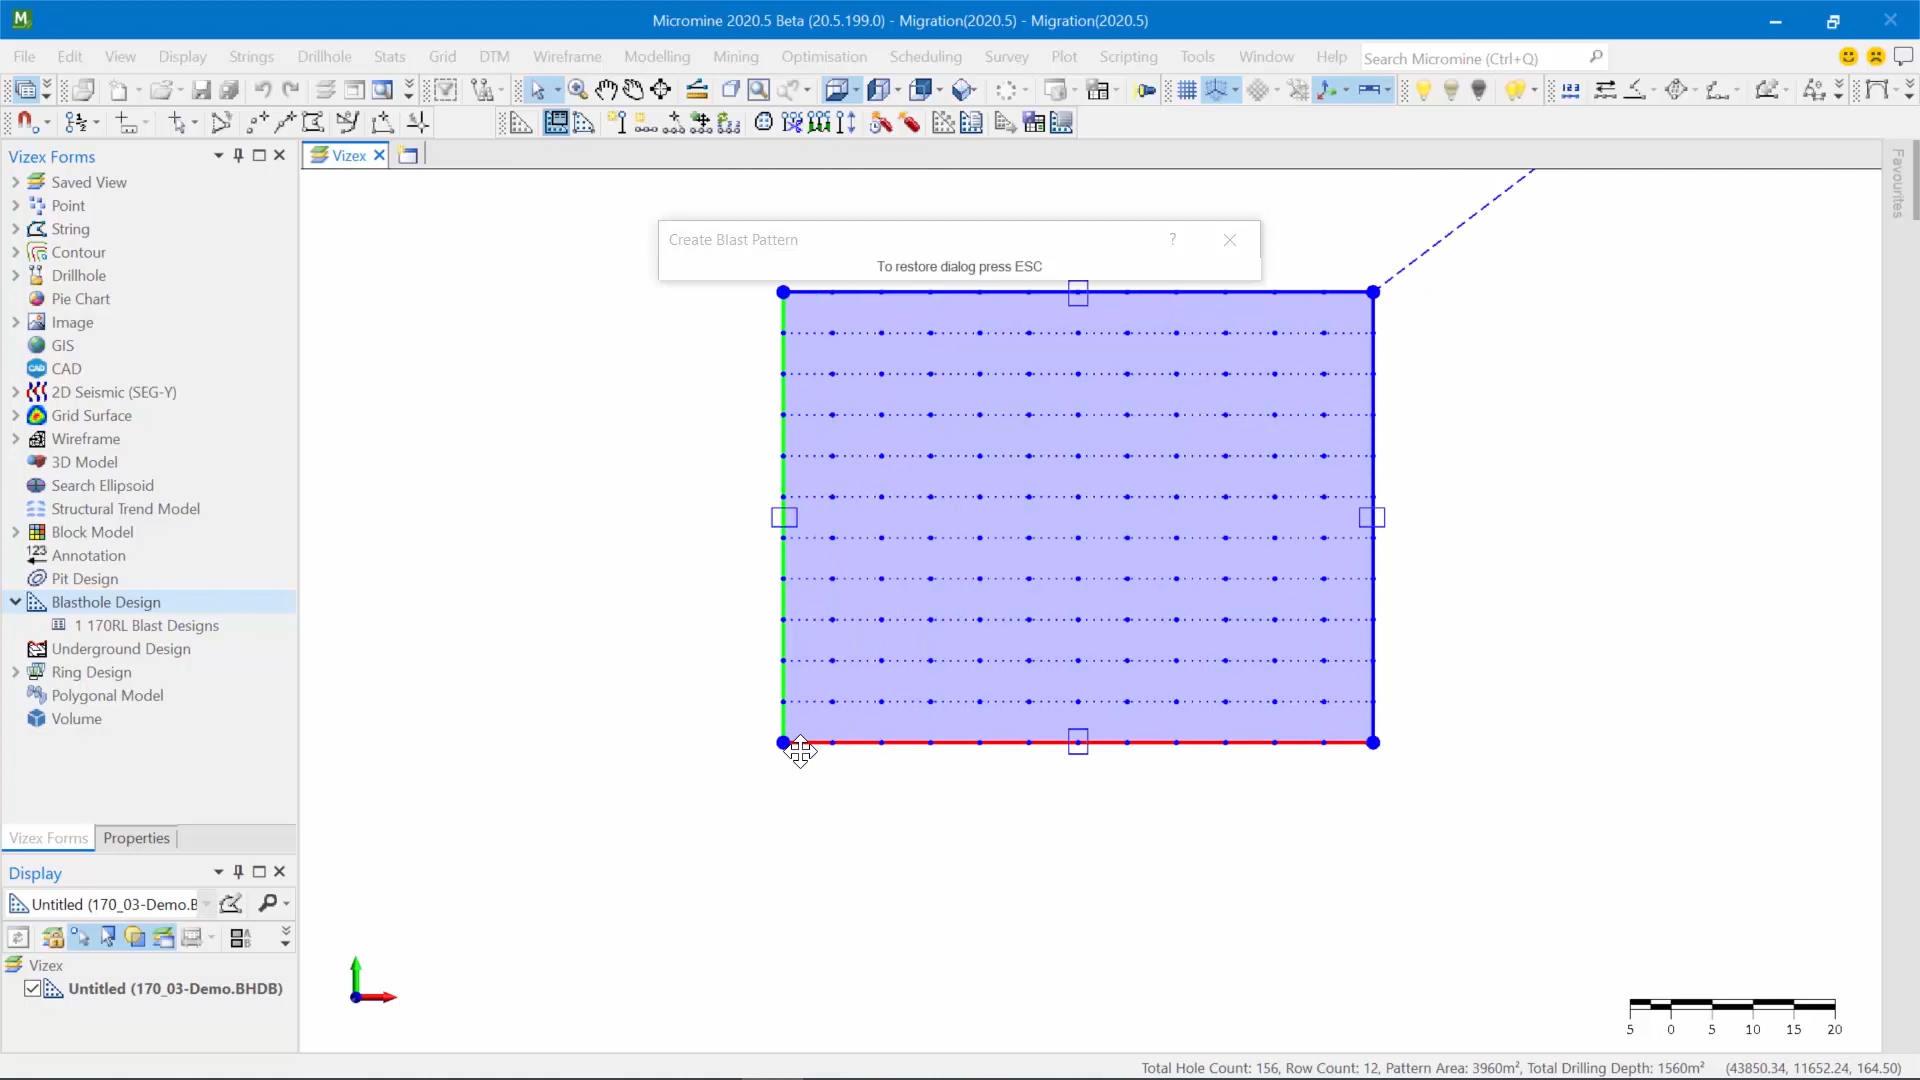 M
Micromine 2020.5 Beta (20.5.199.0) - Migration(2020.5) - Migration(2020.5)
File Edit View Display Strings Drillhole Stats Grid DTM Wireframe Modelling Mining Optimisation Scheduling Survey Plot Scripting Tools Window Help Search Micromine (Ctrl+Q)
Vizex Forms
Vizex
Favourites
Saved View
Point
String
Contour
Drillhole
Pie Chart
Image
GIS
CAD
2D Seismic (SEG-Y)
Grid Surface
Wireframe
3D Model
Search Ellipsoid
Structural Trend Model
Block Model
Annotation
Pit Design
Blasthole Design
1 170RL Blast Designs
Underground Design
Ring Design
Polygonal Model
Volume
Create Blast Pattern
?
To restore dialog press ESC
Vizex Forms Properties
Display
Untitled (170_03-Demo.B
Vizex
Untitled (170_03-Demo.BHDB)
5 0 5 10 15 20
Total Hole Count: 156, Row Count: 12, Pattern Area: 3960m², Total Drilling Depth: 1560m² (43850.34, 11652.24, 164.50)